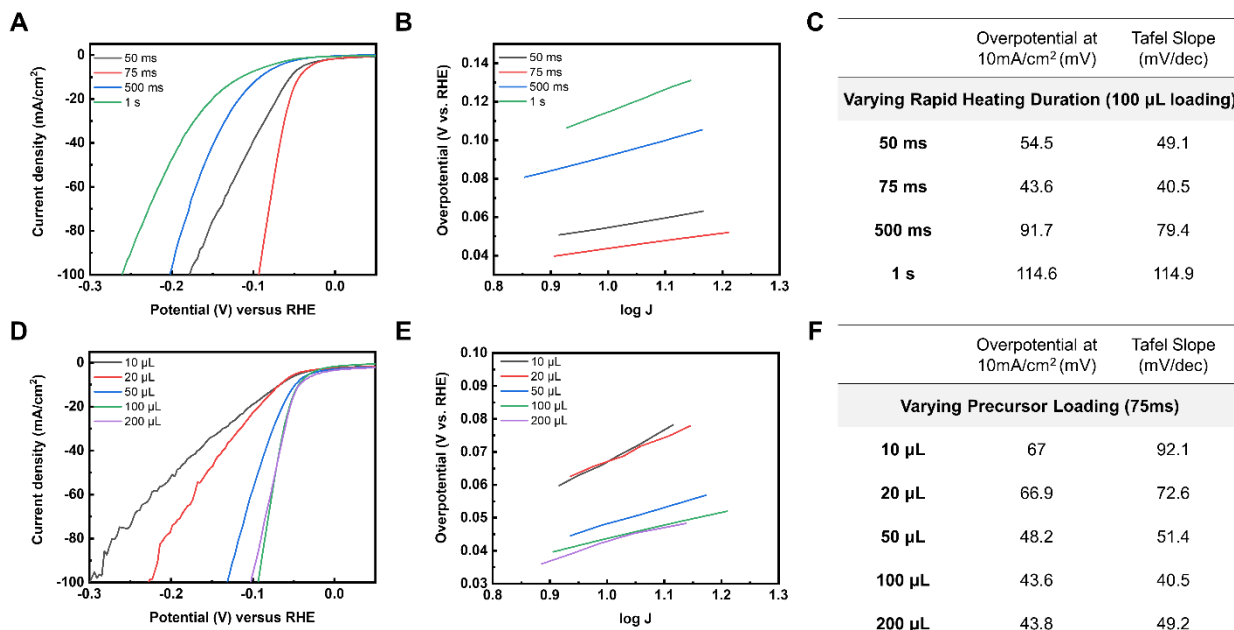 A
0
-20
-40
-60
-80
-100
Current density (mA/cm²)
50 ms
75 ms
500 ms
1 s
-0.3
-0.2
-0.1
0.0
Potential (V) versus RHE
B
0.14
0.12
0.10
0.08
0.06
0.04
Overpotential (V vs. RHE)
50 ms
75 ms
500 ms
1 s
0.8
0.9
1.0
1.1
1.2
1.3
log J
C
Overpotential at Tafel Slope
10mA/cm² (mV) (mV/dec)
Varying Rapid Heating Duration (100 µL loading)
50 ms 54.5 49.1
75 ms 43.6 40.5
500 ms 91.7 79.4
1 s 114.6 114.9
D
0
-20
-40
-60
-80
-100
Current density (mA/cm²)
10 µL
20 µL
50 µL
100 µL
200 µL
-0.3
-0.2
-0.1
0.0
Potential (V) versus RHE
E
0.10
0.09
0.08
0.07
0.06
0.05
0.04
0.03
Overpotential (V vs. RHE)
10 µL
20 µL
50 µL
100 µL
200 µL
0.8
0.9
1.0
1.1
1.2
1.3
log J
F
Overpotential at Tafel Slope
10mA/cm² (mV) (mV/dec)
Varying Precursor Loading (75ms)
10 µL 67 92.1
20 µL 66.9 72.6
50 µL 48.2 51.4
100 µL 43.6 40.5
200 µL 43.8 49.2